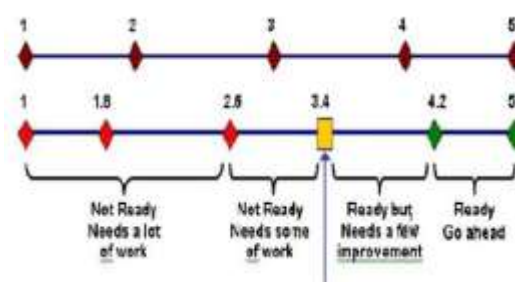 1 2 3 4 5
1 1.8 2.6 3.4 4.2 5
Not Ready
Needs a lot
of work
Not Ready
Needs some
of work
Ready but,
Needs a few
improvement
Ready
Go ahead